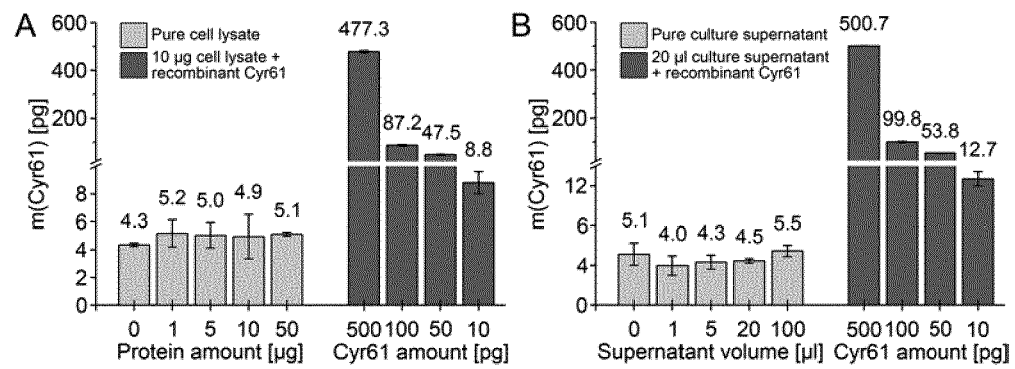 A
Pure cell lysate
10 µg cell lysate +
recombinant Cyr61
m(Cyr61) [pg]
600
400
200
8
6
4
2
0
477.3
87.2
47.5
8.8
4.3
5.2
5.0
4.9
5.1
0 1 5 10 50
500 100 50 10
Protein amount [µg]
Cyr61 amount [pg]
B
Pure culture supernatant
20 µl culture supernatant
+ recombinant Cyr61
m(Cyr61) [pg]
600
400
200
12
6
4
0
500.7
99.8
53.8
12.7
5.1
4.0
4.3
4.5
5.5
0 1 5 20 100
500 100 50 10
Supernatant volume [µl]
Cyr61 amount [pg]